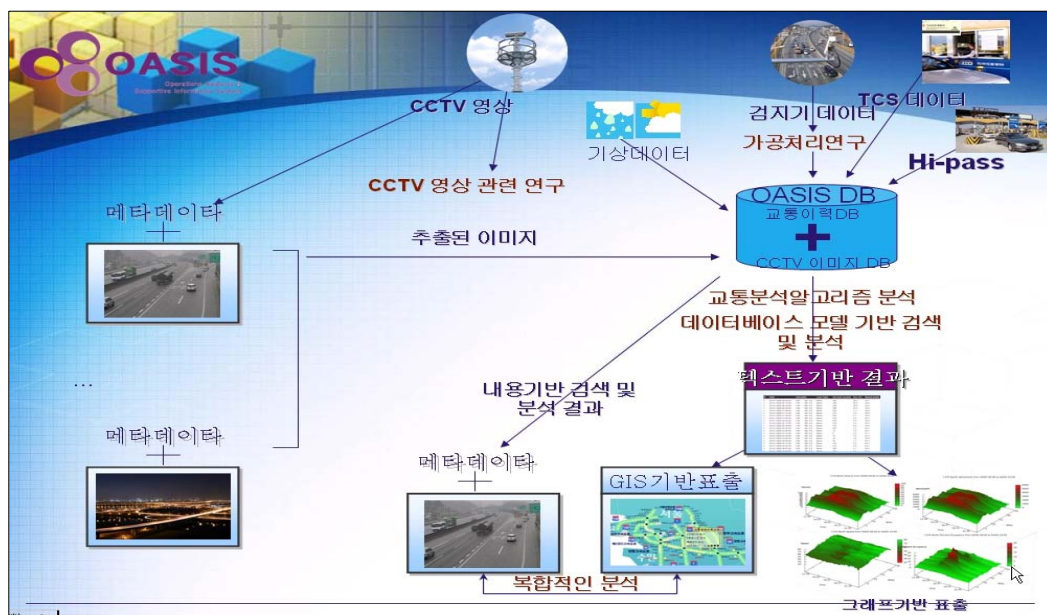 OASIS
CCTV 영상
TCS 데이터
검지기 데이터
가공처리연구
기상데이터
Hi-pass
CCTV 영상 관련 연구
OASIS DB
교통이력DB
CCTV 이미지 DB
메타데이타
추출된 이미지
교통분석알고리즘 분석
데이터베이스 모델 기반 검색
및 분석
텍스트기반 결과
...
내용기반 검색 및
분석 결과
메타데이타
메타데이타
GIS기반표출
복합적인 분석
그래프기반 표출